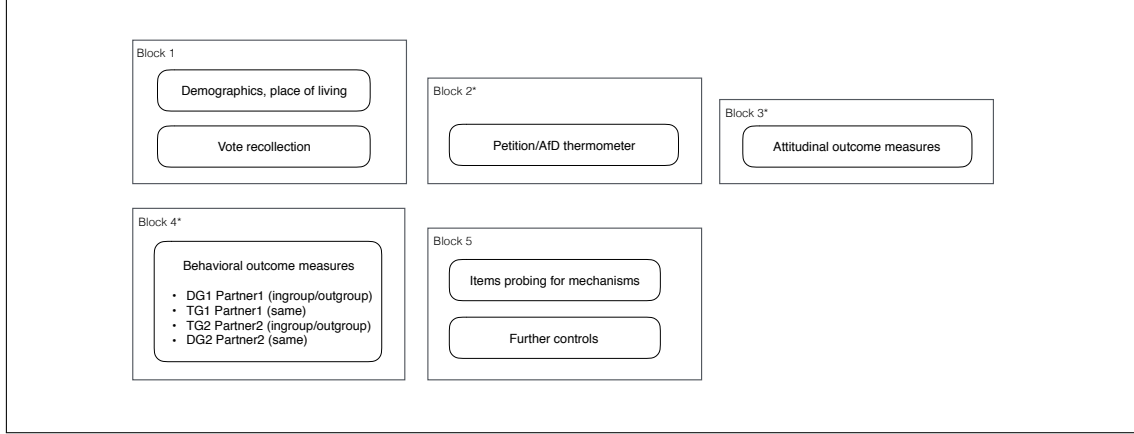 Block 1
Demographics, place of living
Vote recollection
Block 2*
Petition/AfD thermometer
Block 3*
Attitudinal outcome measures
Block 4*
Behavioral outcome measures
• DG1 Partner1 (ingroup/outgroup)
• TG1 Partner1 (same)
• TG2 Partner2 (ingroup/outgroup)
• DG2 Partner2 (same)
Block 5
Items probing for mechanisms
Further controls